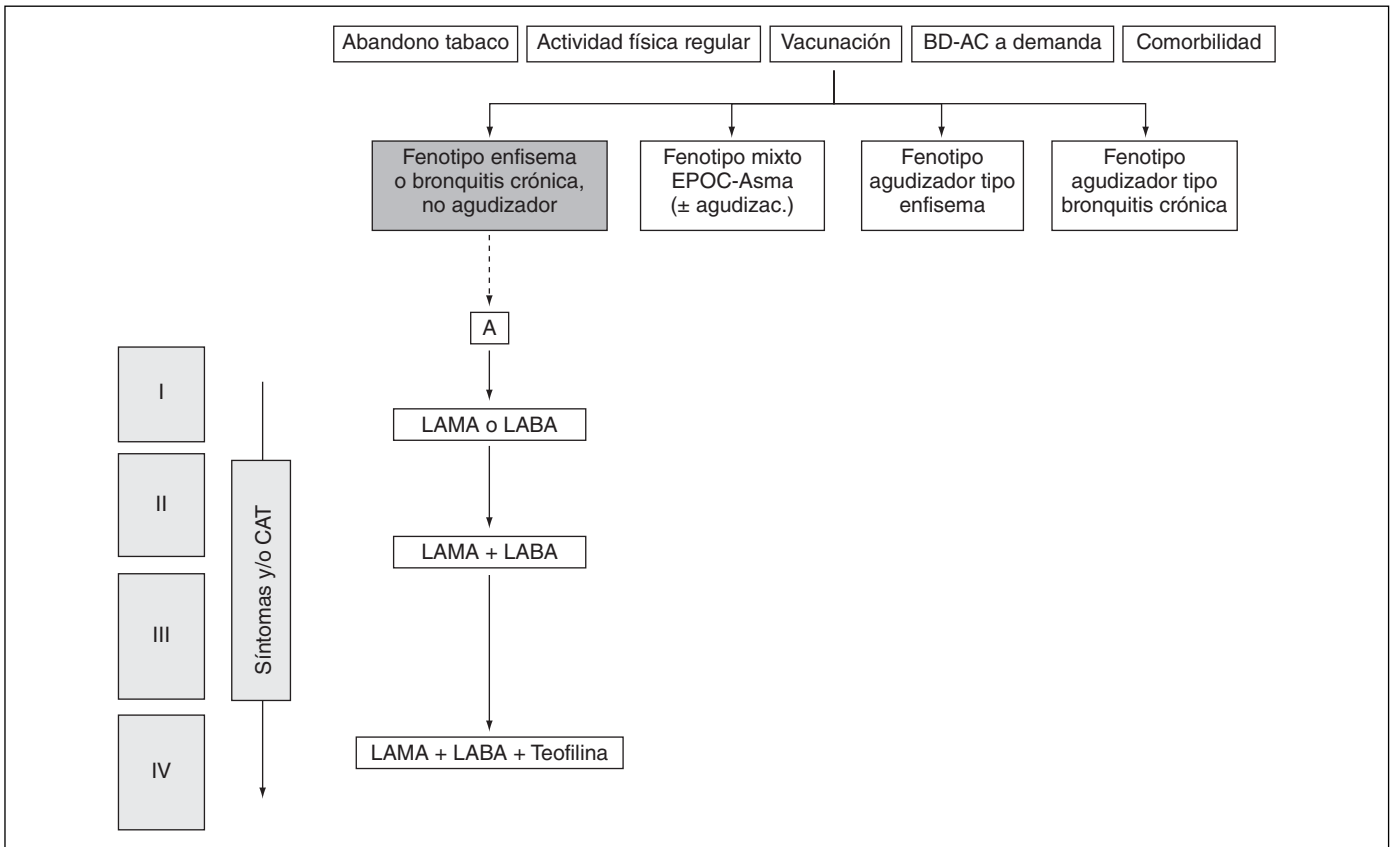 Abandono tabaco
Actividad física regular
Vacunación
BD-AC a demanda
Comorbilidad
Fenotipo enfisema
o bronquitis crónica,
no agudizador
Fenotipo mixto
EPOC-Asma
(± agudizac.)
Fenotipo
agudizador tipo
enfisema
Fenotipo
agudizador tipo
bronquitis crónica
A
I
LAMA o LABA
II
Síntomas y/o CAT
LAMA + LABA
III
LAMA + LABA + Teofilina
IV